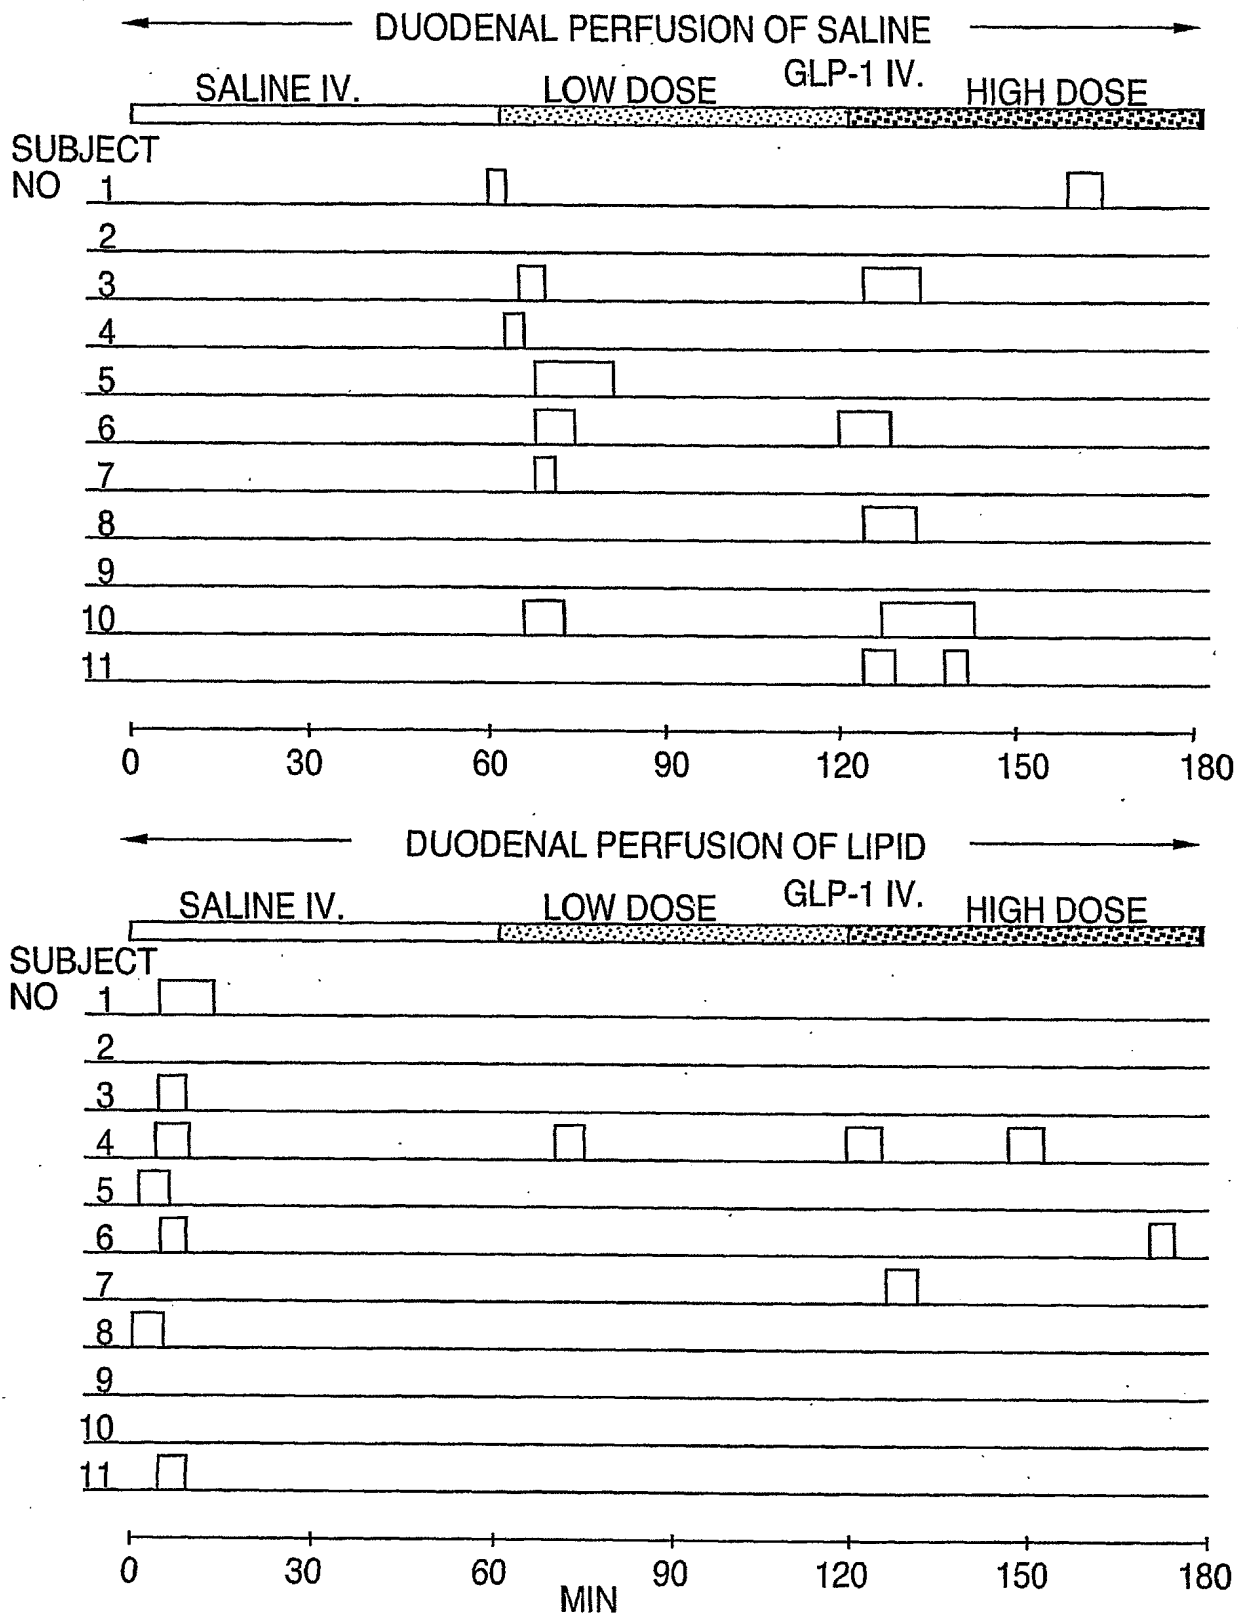 DUODENAL PERFUSION OF SALINE
GLP-1 IV.
SALINE IV. LOW DOSE HIGH DOSE
SUBJECT
NO 1
2
3
4
5
6
7
8
9
10
11
0 30 60 90 120 150 180
DUODENAL PERFUSION OF LIPID
GLP-1 IV.
SALINE IV. LOW DOSE HIGH DOSE
SUBJECT
NO 1
2
3
4
5
6
7
8
9
10
11
0 30 60 90 120 150 180
MIN